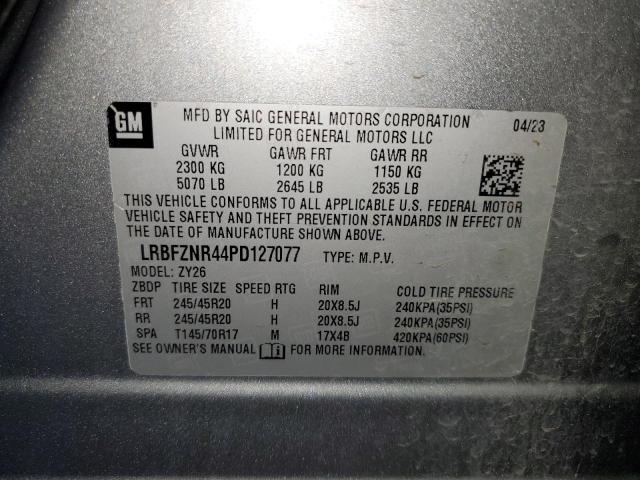 GM
MFD BY SAIC GENERAL MOTORS CORPORATION
LIMITED FOR GENERAL MOTORS LLC
04/23
GVWR GAWR FRT GAWR RR
2300 KG 1200 KG 1150 KG
5070 LB 2645 LB 2535 LB
THIS VEHICLE CONFORMS TO ALL APPLICABLE U.S. FEDERAL MOTOR
VEHICLE SAFETY AND THEFT PREVENTION STANDARDS IN EFFECT ON
THE DATE OF MANUFACTURE SHOWN ABOVE.
LRBFZNR44PD127077 TYPE: M.P.V.
MODEL: ZY26
ZBDP TIRE SIZE SPEED RTG RIM COLD TIRE PRESSURE
FRT 245/45R20 H 20X8.5J 240KPA(35PSI)
RR 245/45R20 H 20X8.5J 240KPA(35PSI)
SPA T145/70R17 M 17X4B 420KPA(60PSI)
SEE OWNER'S MANUAL FOR MORE INFORMATION.